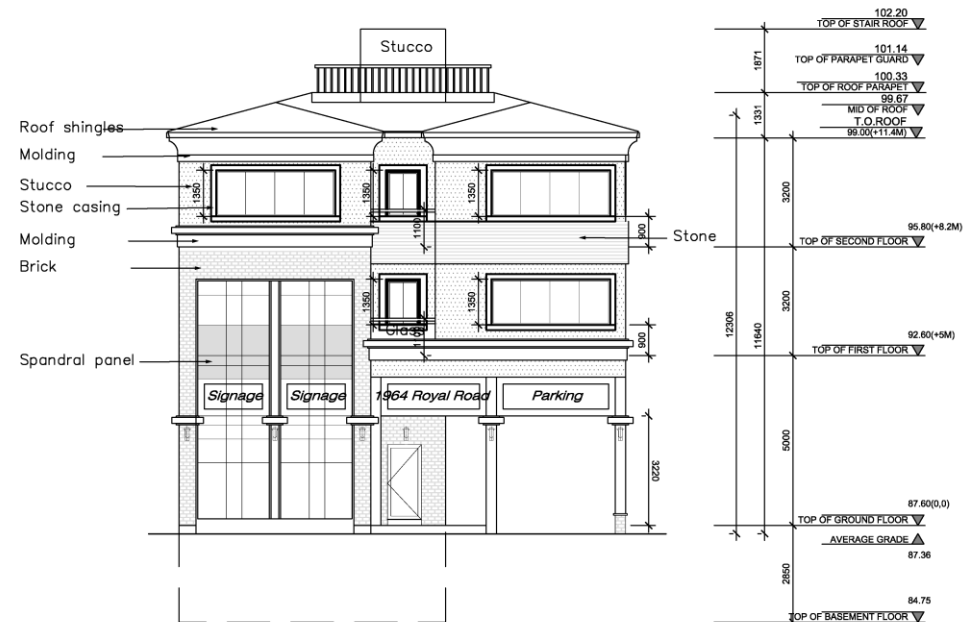 102.20
TOP OF STAIR ROOF
Stucco
101.14
TOP OF PARAPET GUARD
1871
100.33
TOP OF ROOF PARAPET
99.67
MID OF ROOF
1331
T.O.ROOF
99.00(+11.4M)
Roof shingles
Molding
Stucco
Stone casing
1350
1350
1350
1100
900
3200
Molding
Stone
95.80(+8.2M)
TOP OF SECOND FLOOR
Brick
1350
1350
900
3200
12306
11640
92.60(+5M)
TOP OF FIRST FLOOR
Spandral panel
Signage
Signage
1964 Royal Road
Parking
3220
5000
87.60(0,0)
TOP OF GROUND FLOOR
AVERAGE GRADE
87.36
2850
84.75
TOP OF BASEMENT FLOOR